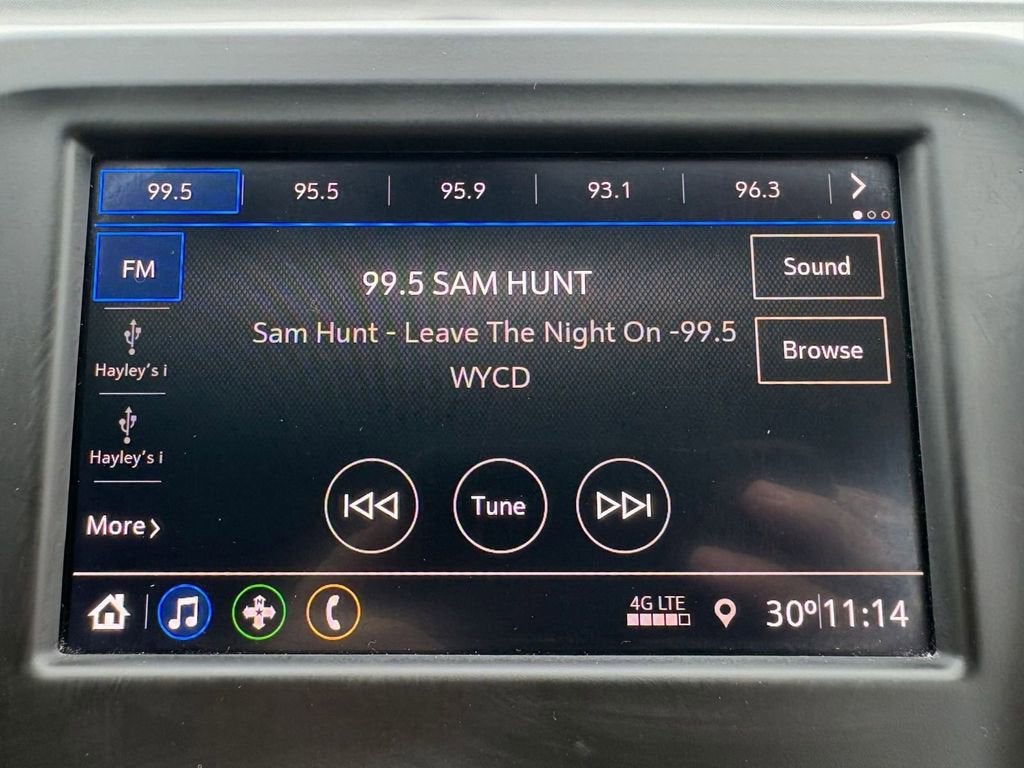 99.5 95.5 95.9 93.1 96.3
FM
99.5 SAM HUNT
Sound
Sam Hunt - Leave The Night On -99.5
WYCD
Browse
Hayley's i
Hayley's i
Tune
More
N
4G LTE
30° 11:14